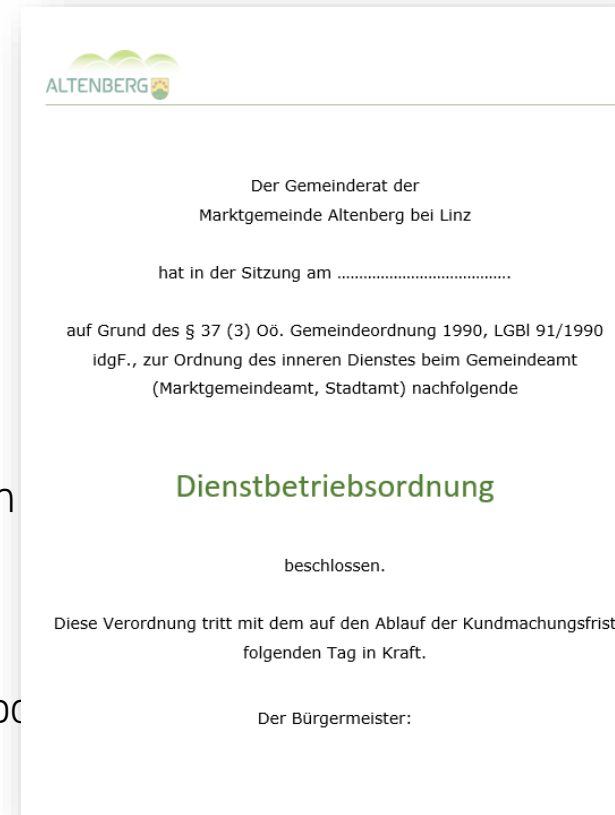 ALTENBERG
Der Gemeinderat der
Marktgemeinde Altenberg bei Linz
hat in der Sitzung am ........................................
auf Grund des § 37 (3) Oö. Gemeindeordnung 1990, LGBl 91/1990
idgF., zur Ordnung des inneren Dienstes beim Gemeindeamt
(Marktgemeindeamt, Stadtamt) nachfolgende
Dienstbetriebsordnung
beschlossen.
Diese Verordnung tritt mit dem auf den Ablauf der Kundmachungsfrist
folgenden Tag in Kraft.
Der Bürgermeister: